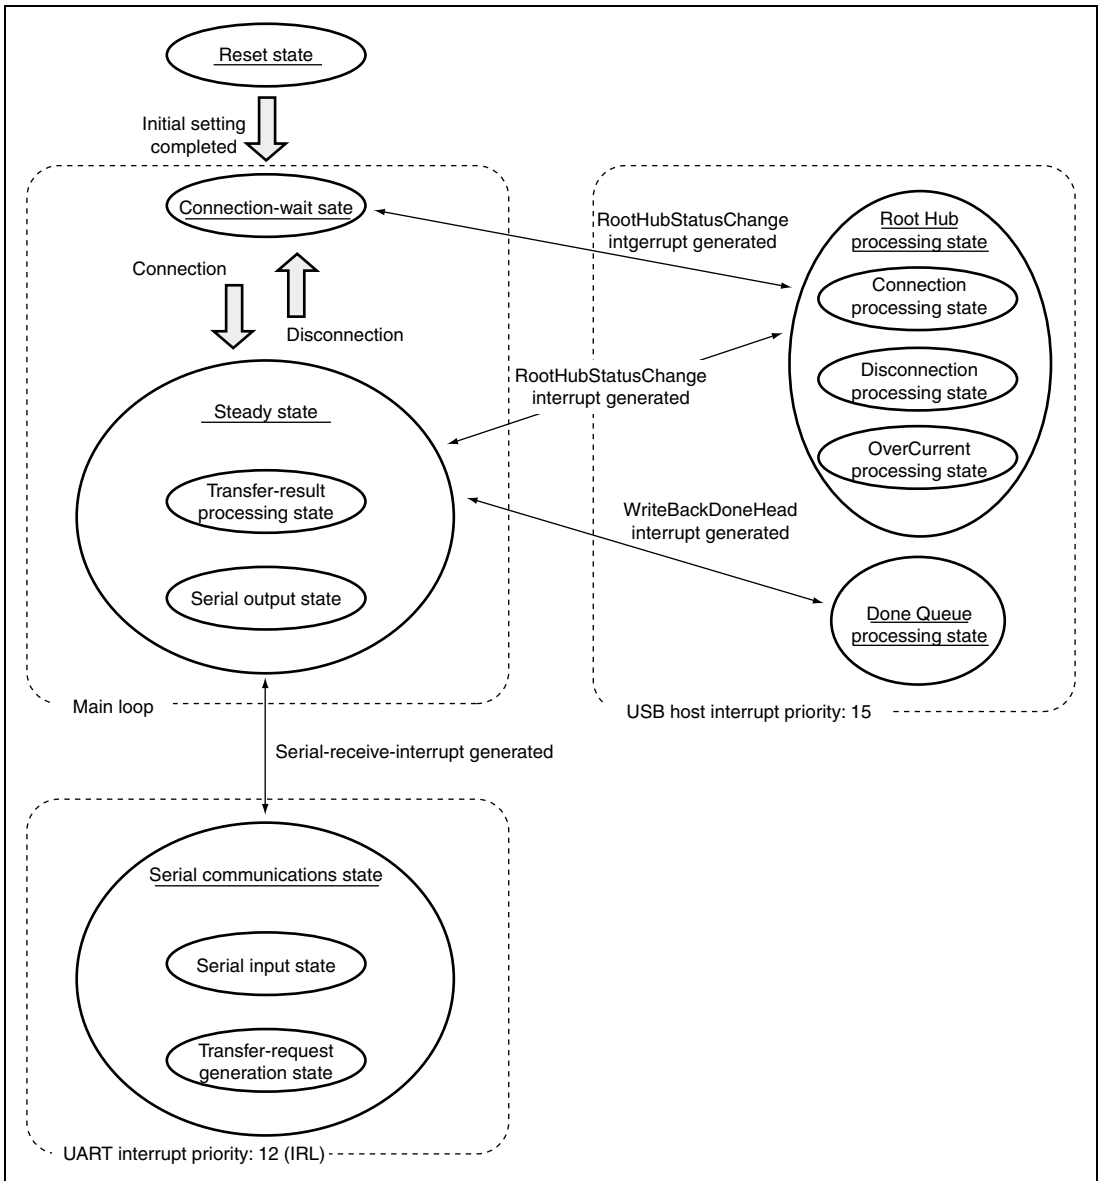 Reset state
Initial setting
completed
Connection-wait sate
Connection
Disconnection
Steady state
Transfer-result
processing state
Serial output state
Main loop
RootHubStatusChange
intgerrupt generated
RootHubStatusChange
interrupt generated
WriteBackDoneHead
interrupt generated
Root Hub
processing state
Connection
processing state
Disconnection
processing state
OverCurrent
processing state
Done Queue
processing state
USB host interrupt priority: 15
Serial-receive-interrupt generated
Serial communications state
Serial input state
Transfer-request
generation state
UART interrupt priority: 12 (IRL)